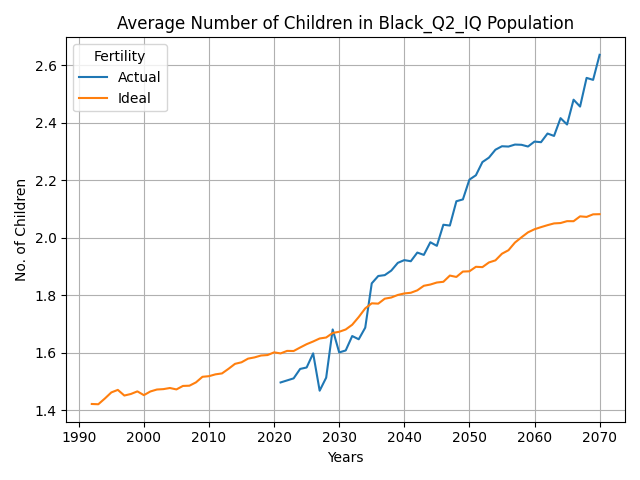 Average Number of Children in Black_Q2_IQ Population
Fertility
Actual
Ideal
No. of Children
2.6
2.4
2.2
2.0
1.8
1.6
1.4
1990 2000 2010 2020 2030 2040 2050 2060 2070
Years